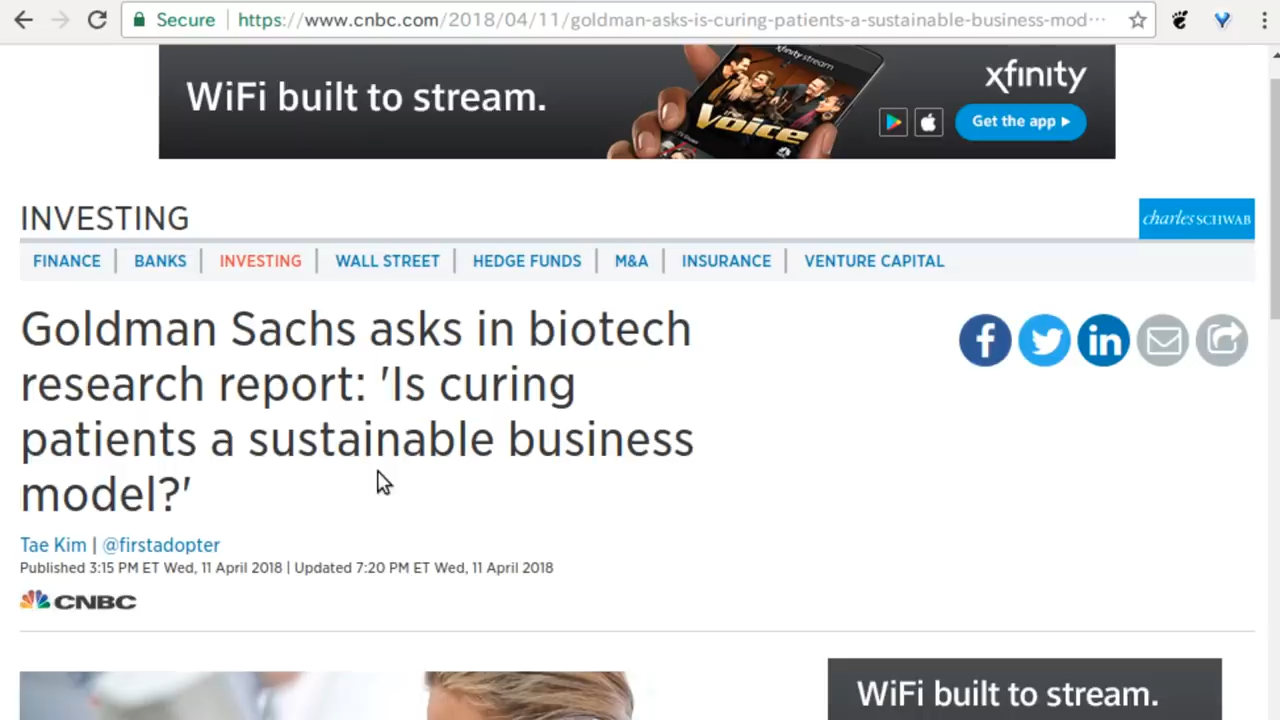 Secure
https://www.cnbc.com/2018/04/11/goldman-asks-is-curing-patients-a-sustainable-business-mod···
xfinity stream
WiFi built to stream.
xfinity
the Voice
Get the app
INVESTING
charles SCHWAB
FINANCE | BANKS | INVESTING | WALL STREET | HEDGE FUNDS | M&A | INSURANCE | VENTURE CAPITAL
Goldman Sachs asks in biotech
research report: 'Is curing
patients a sustainable business
model?'
Tae Kim | @firstadopter
Published 3:15 PM ET Wed, 11 April 2018 | Updated 7:20 PM ET Wed, 11 April 2018
CNBC
WiFi built to stream.